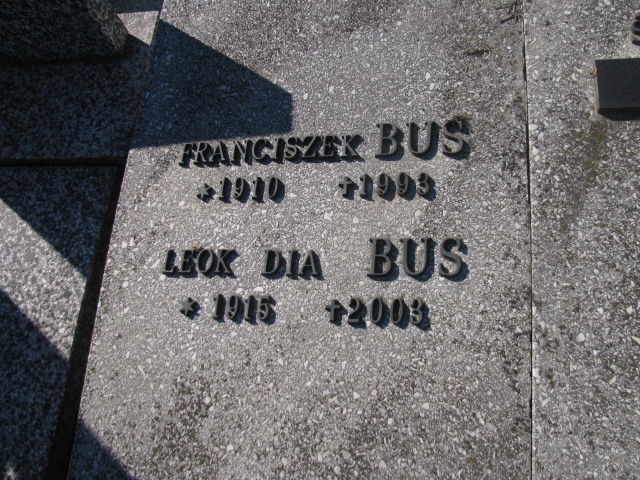 FRANCISZEK BUS
*1910 †1993
LEOK DIA BUS
*1915 †2003